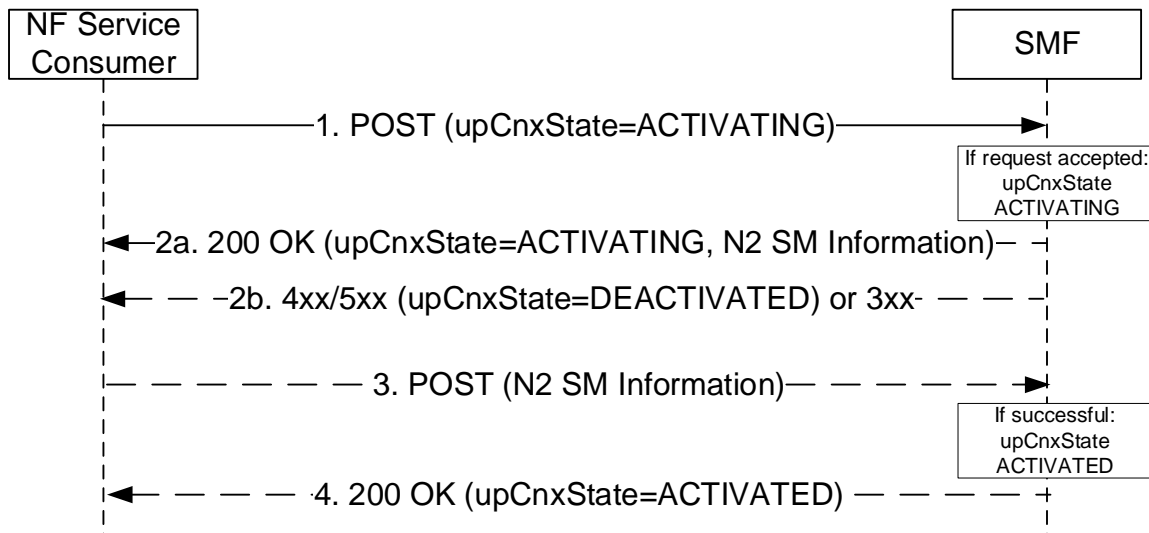 NF Service
Consumer
SMF
1. POST (upCnxState=ACTIVATING)
If request accepted:
upCnxState
ACTIVATING
2a. 200 OK (upCnxState=ACTIVATING, N2 SM Information)
2b. 4xx/5xx (upCnxState=DEACTIVATED) or 3xx
3. POST (N2 SM Information)
If successful:
upCnxState
ACTIVATED
4. 200 OK (upCnxState=ACTIVATED)